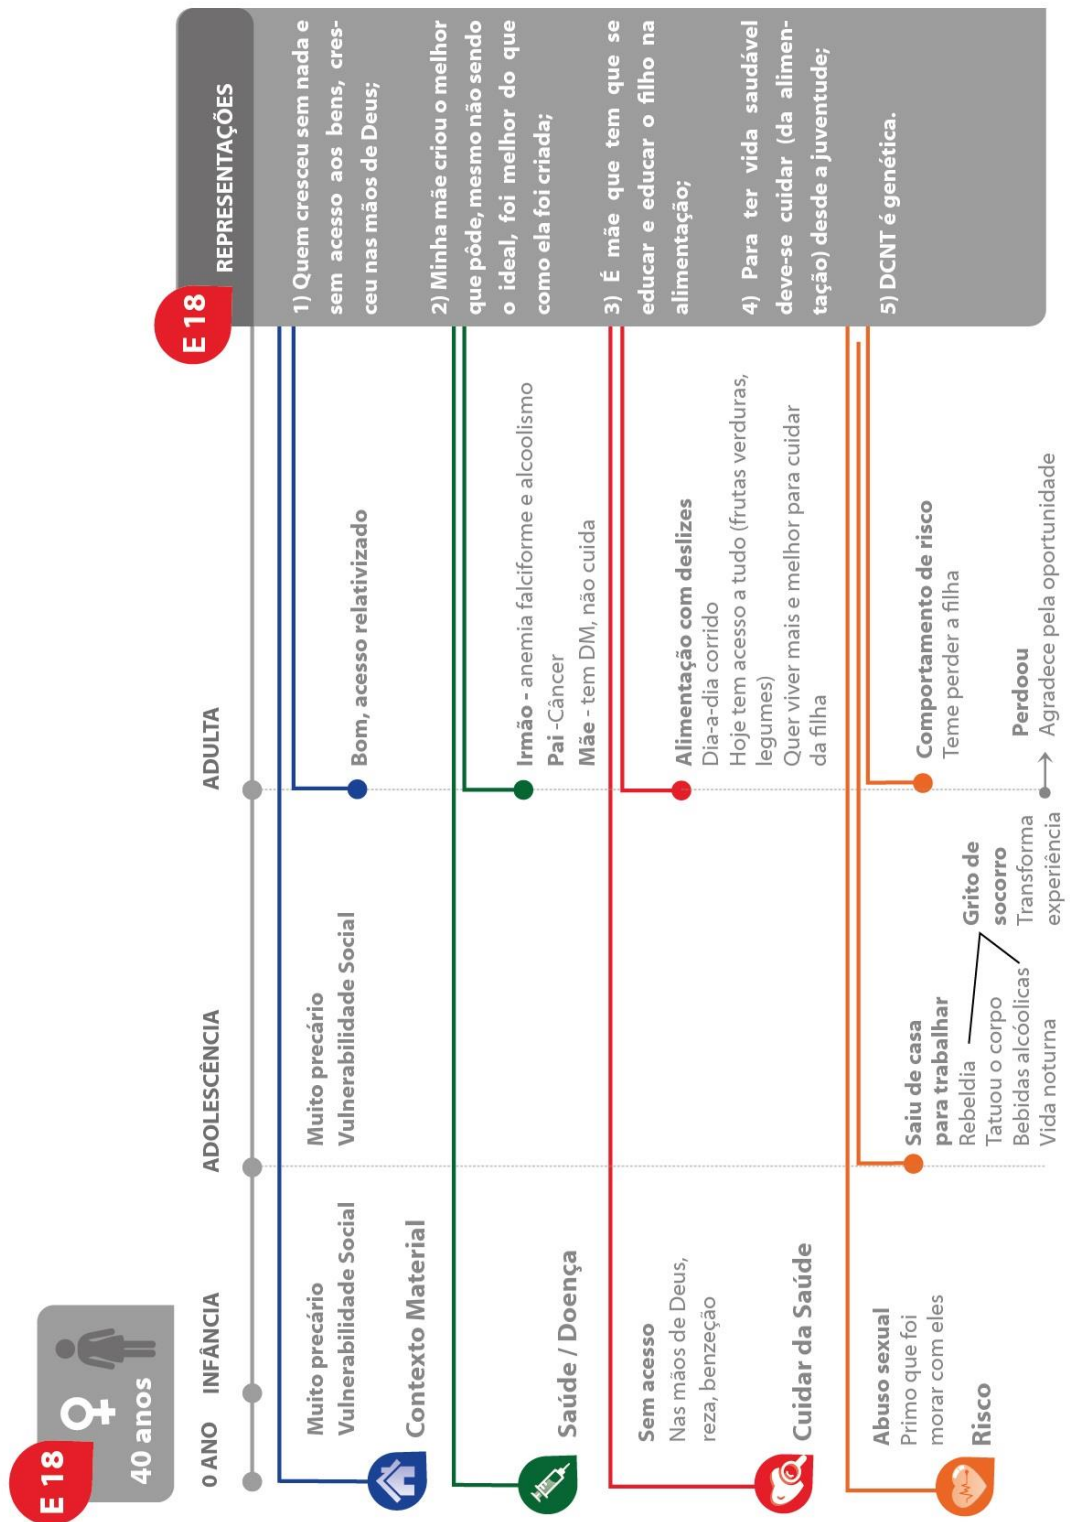 E 18
40 anos
0 ANO
INFÂNCIA
ADOLESCÊNCIA
ADULTA
E 18
REPRESENTAÇÕES
Muito precário
Vulnerabilidade Social
Muito precário
Vulnerabilidade Social
Bom, acesso relativizado
Contexto Material
Irmão - anemia falciforme e alcoolismo
Pai -Câncer
Mãe - tem DM, não cuida
Saúde / Doença
Sem acesso
Nas mãos de Deus,
reza, benzeção
Alimentação com deslizes
Dia-a-dia corrido
Hoje tem acesso a tudo (frutas verduras,
legumes)
Quer viver mais e melhor para cuidar
da filha
Cuidar da Saúde
Abuso sexual
Primo que foi
morar com eles
Risco
Saiu de casa
para trabalhar
Rebeldia
Tatuou o corpo
Bebidas alcóolicas
Vida noturna
Grito de
socorro
Transforma
experiência
Comportamento de risco
Teme perder a filha
Perdoou
Agradece pela oportunidade
1) Quem cresceu sem nada e
sem acesso aos bens, cres-
ceu nas mãos de Deus;
2) Minha mãe criou o melhor
que pôde, mesmo não sendo
o ideal, foi melhor do que
como ela foi criada;
3) É mãe que tem que se
educar e educar o filho na
alimentação;
4) Para ter vida saudável
deve-se cuidar (da alimen-
tação) desde a juventude;
5) DCNT é genética.